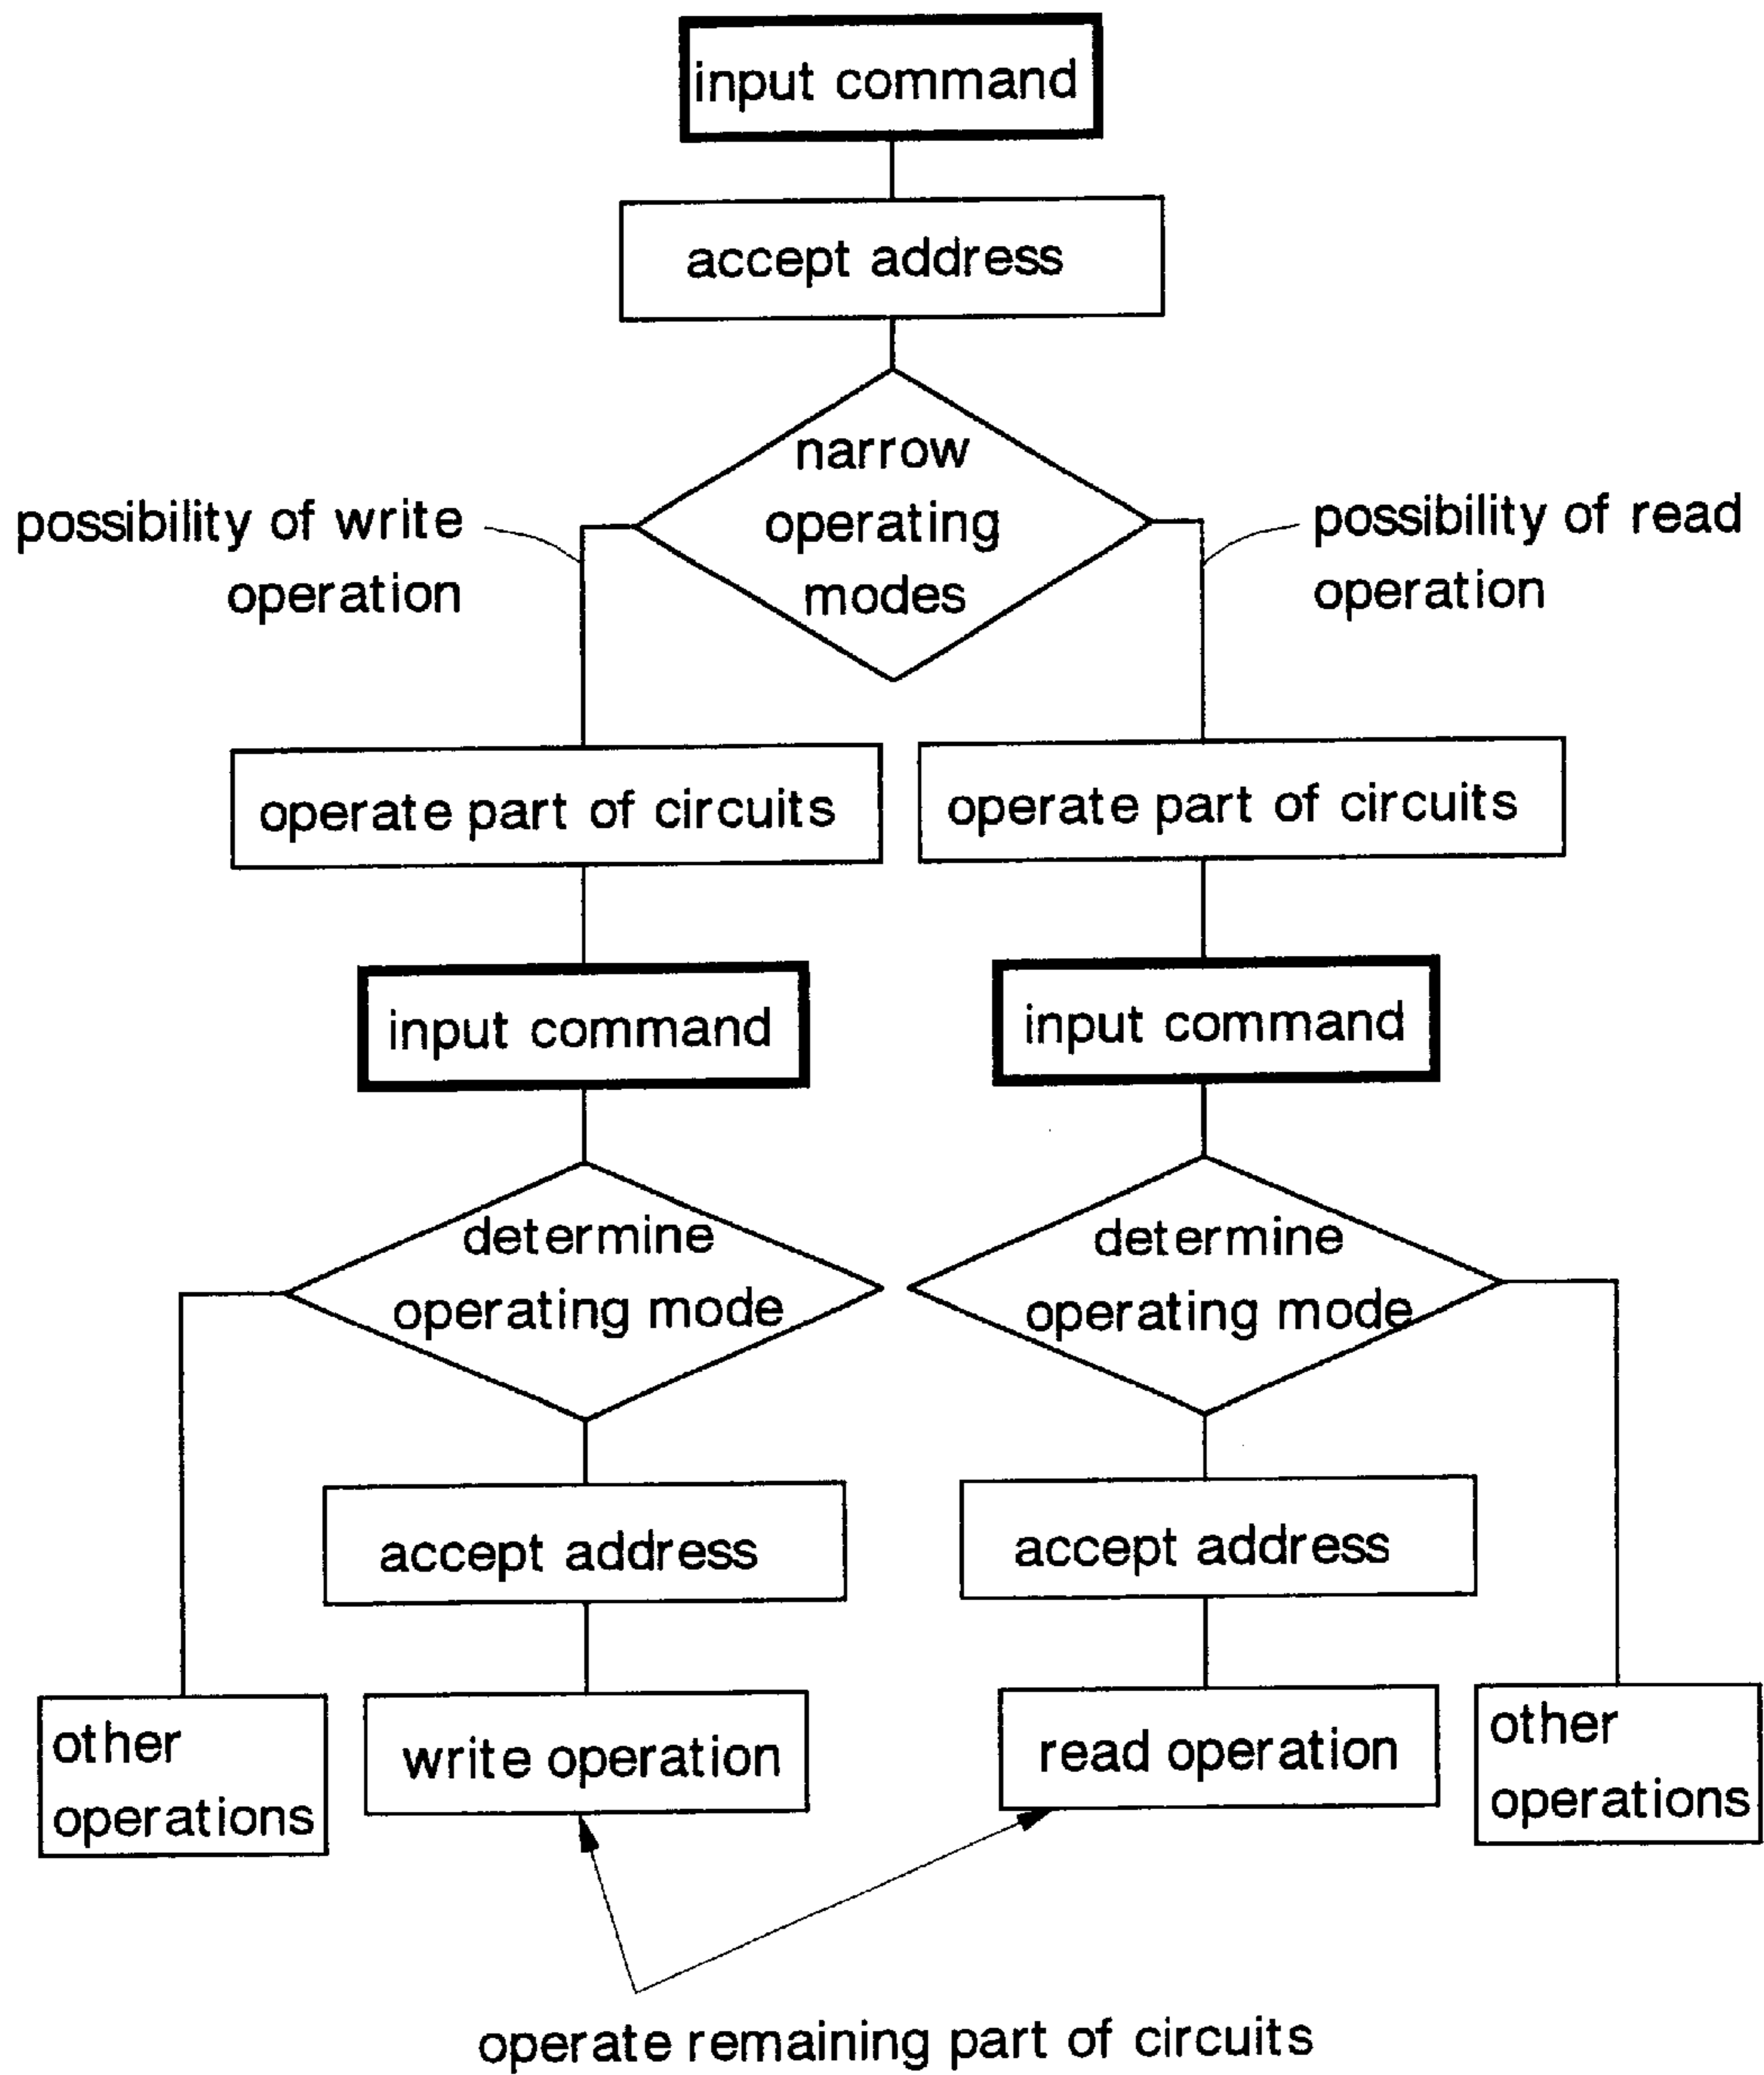 input command
accept address
narrow
operating
modes
possibility of write
operation
possibility of read
operation
operate part of circuits
operate part of circuits
input command
input command
determine
operating mode
determine
operating mode
accept address
accept address
other
operations
write operation
read operation
other
operations
operate remaining part of circuits